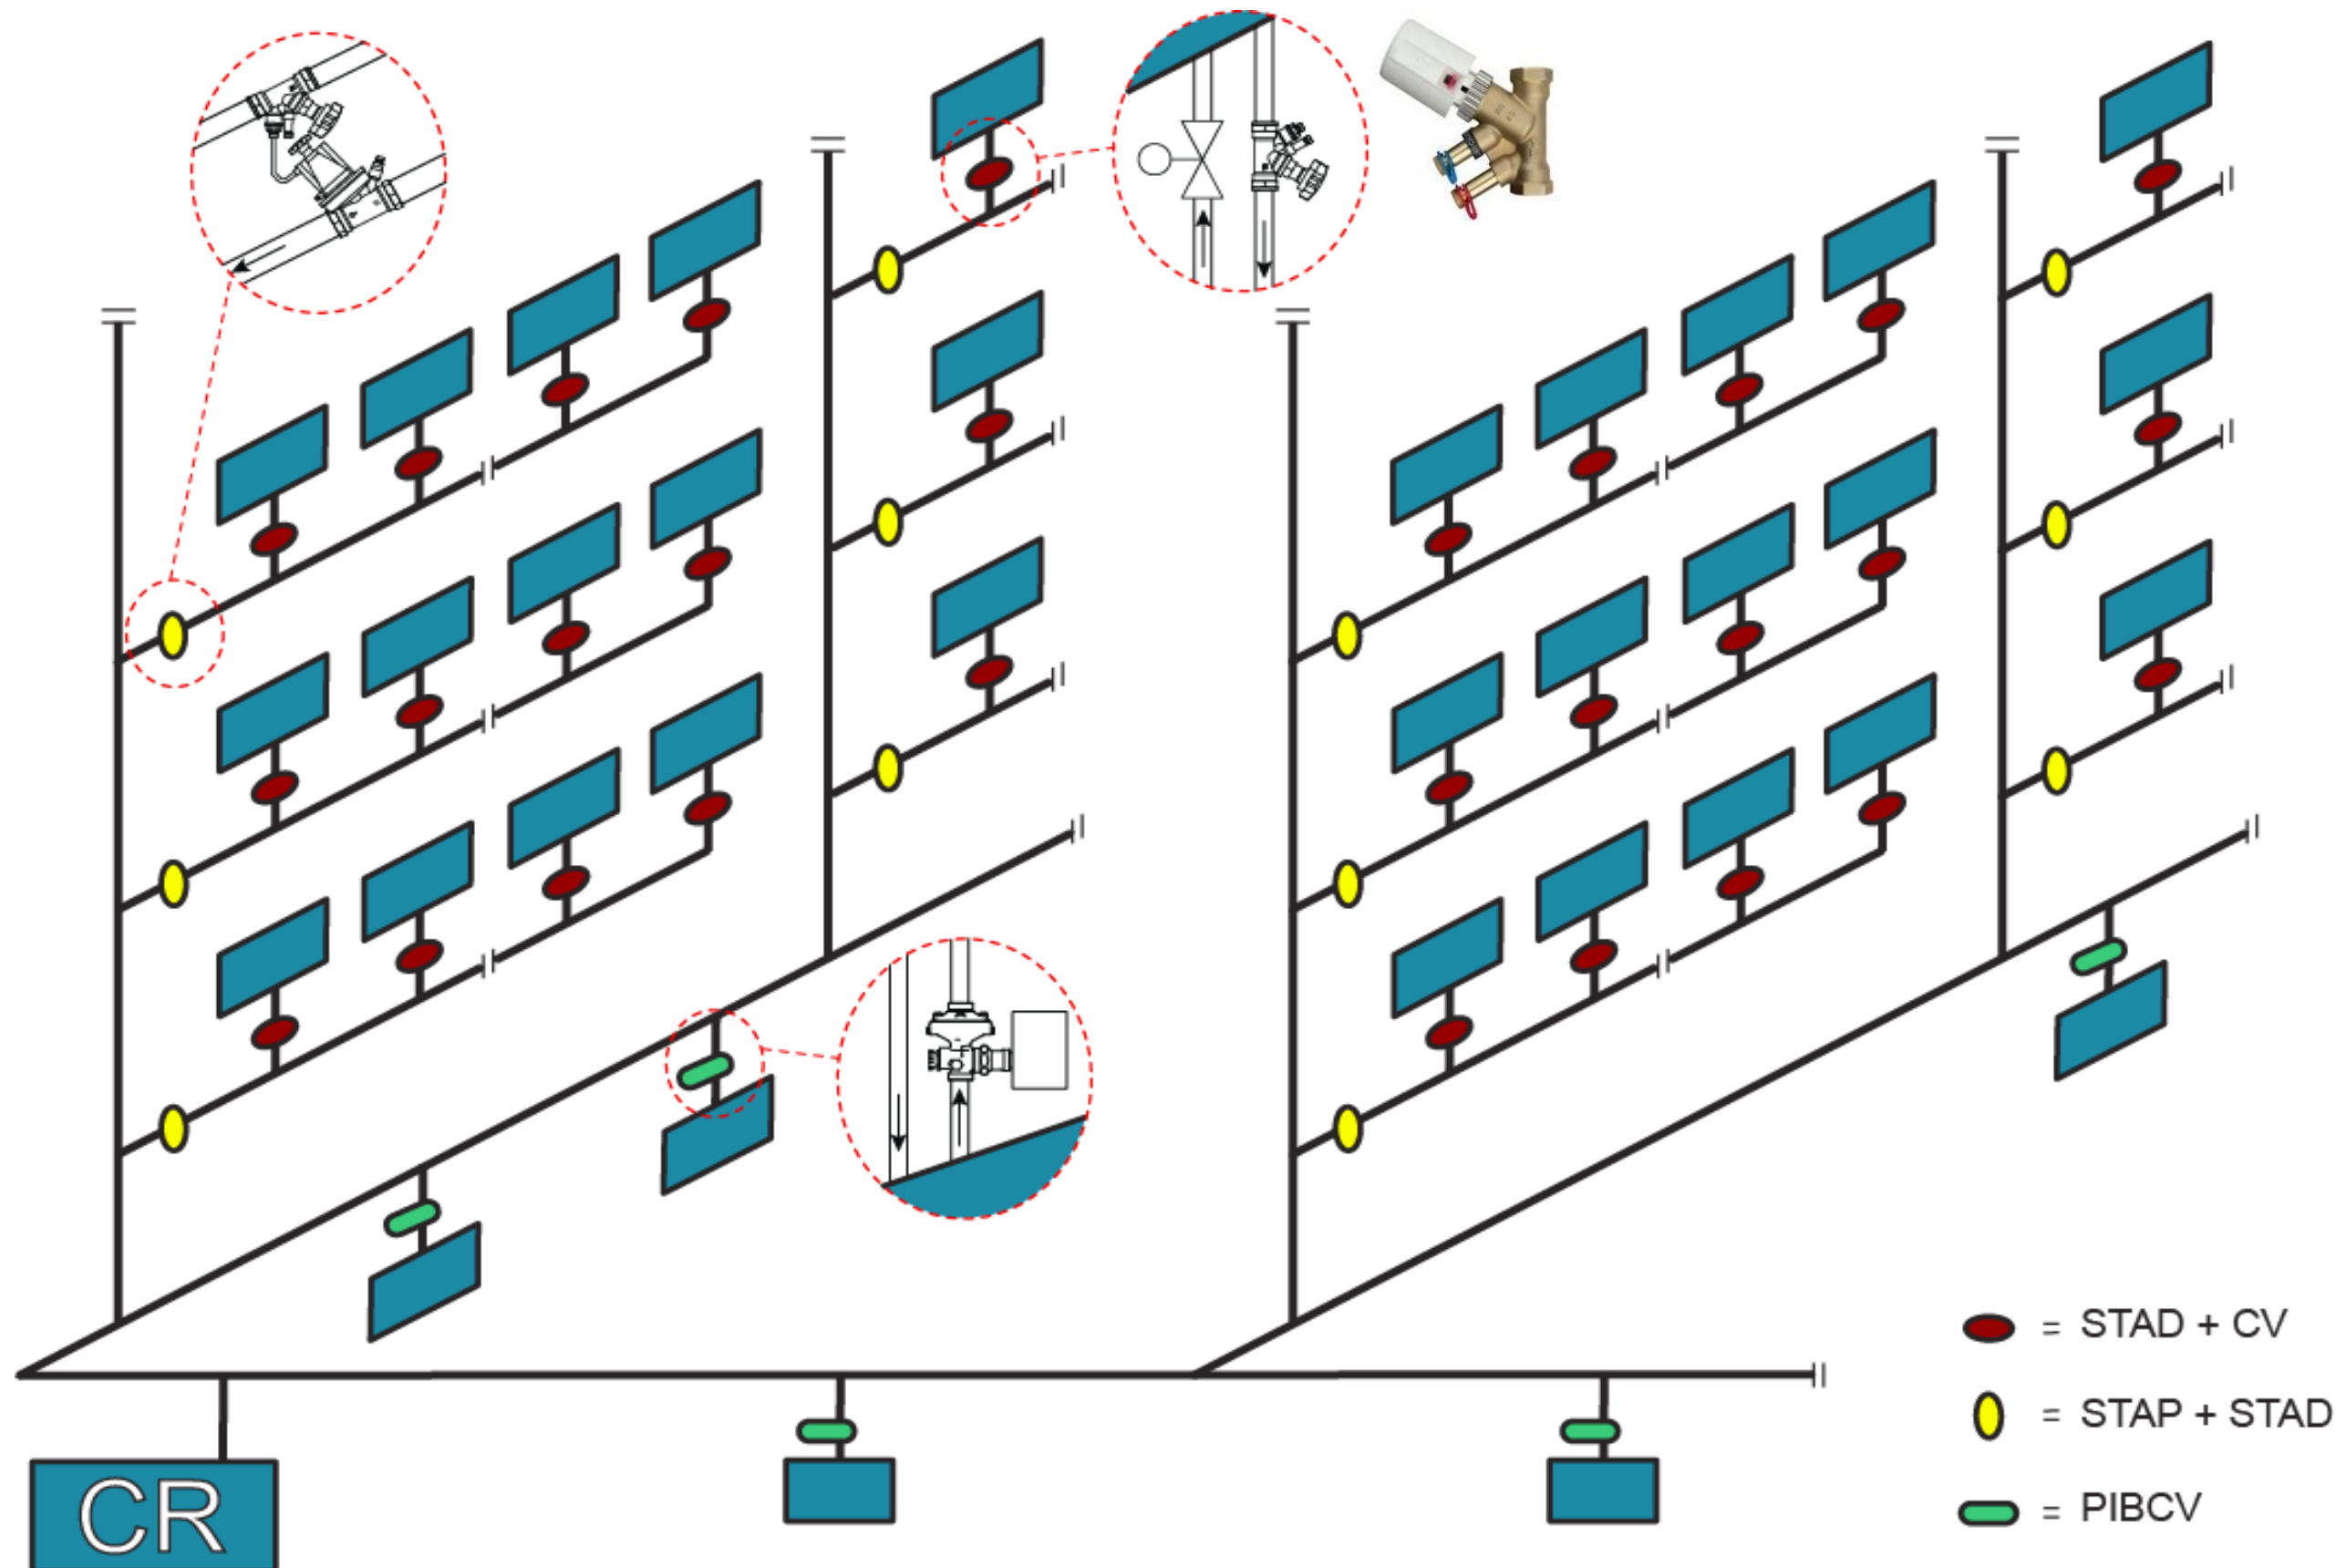 = STAD + CV
= STAP + STAD
= PIBCV
CR